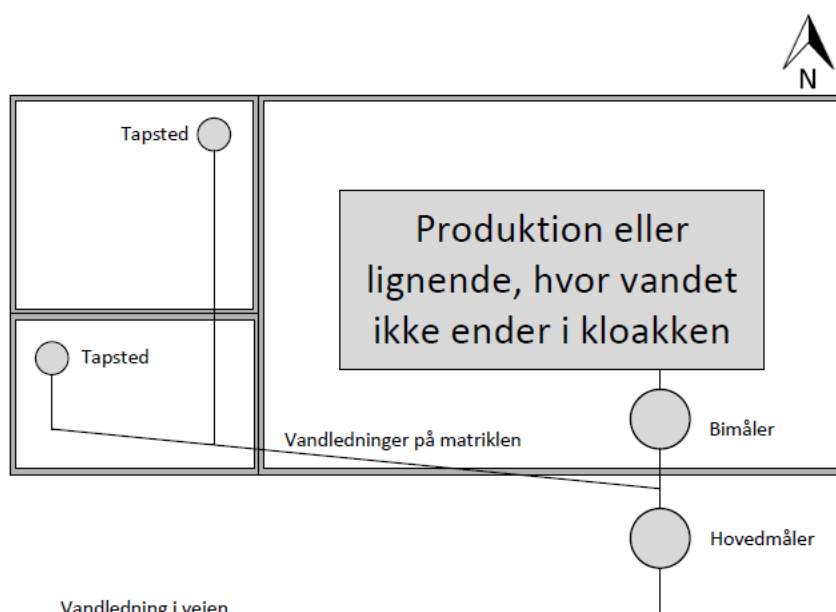 N
Tapsted
Produktion eller
lignende, hvor vandet
ikke ender i kloakken
Tapsted
Bimåler
Vandledninger på matriklen
Hovedmåler
Vandledning i vejen